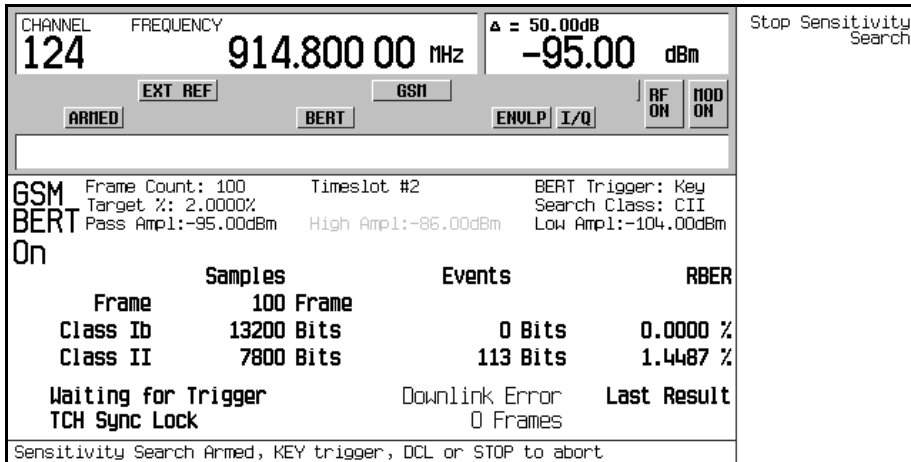 CHANNEL FREQUENCY Δ = 50.00dB
124 914.800 00 MHz -95.00 dBm
Stop Sensitivity
Search
EXT REF GSM RF ON MOD ON
ARMED BERT ENVLP I/Q
GSM BERT On
Frame Count: 100 Timeslot #2 BERT Trigger: Key
Target %: 2.0000% Search Class: CII
Pass Ampl:-95.00dBm High Ampl:-86.00dBm Low Ampl:-104.00dBm
Samples Events RBER
Frame 100 Frame
Class Ib 13200 Bits 0 Bits 0.0000 %
Class II 7800 Bits 113 Bits 1.4487 %
Waiting for Trigger Downlink Error Last Result
TCH Sync Lock 0 Frames
Sensitivity Search Armed, KEY trigger, DCL or STOP to abort